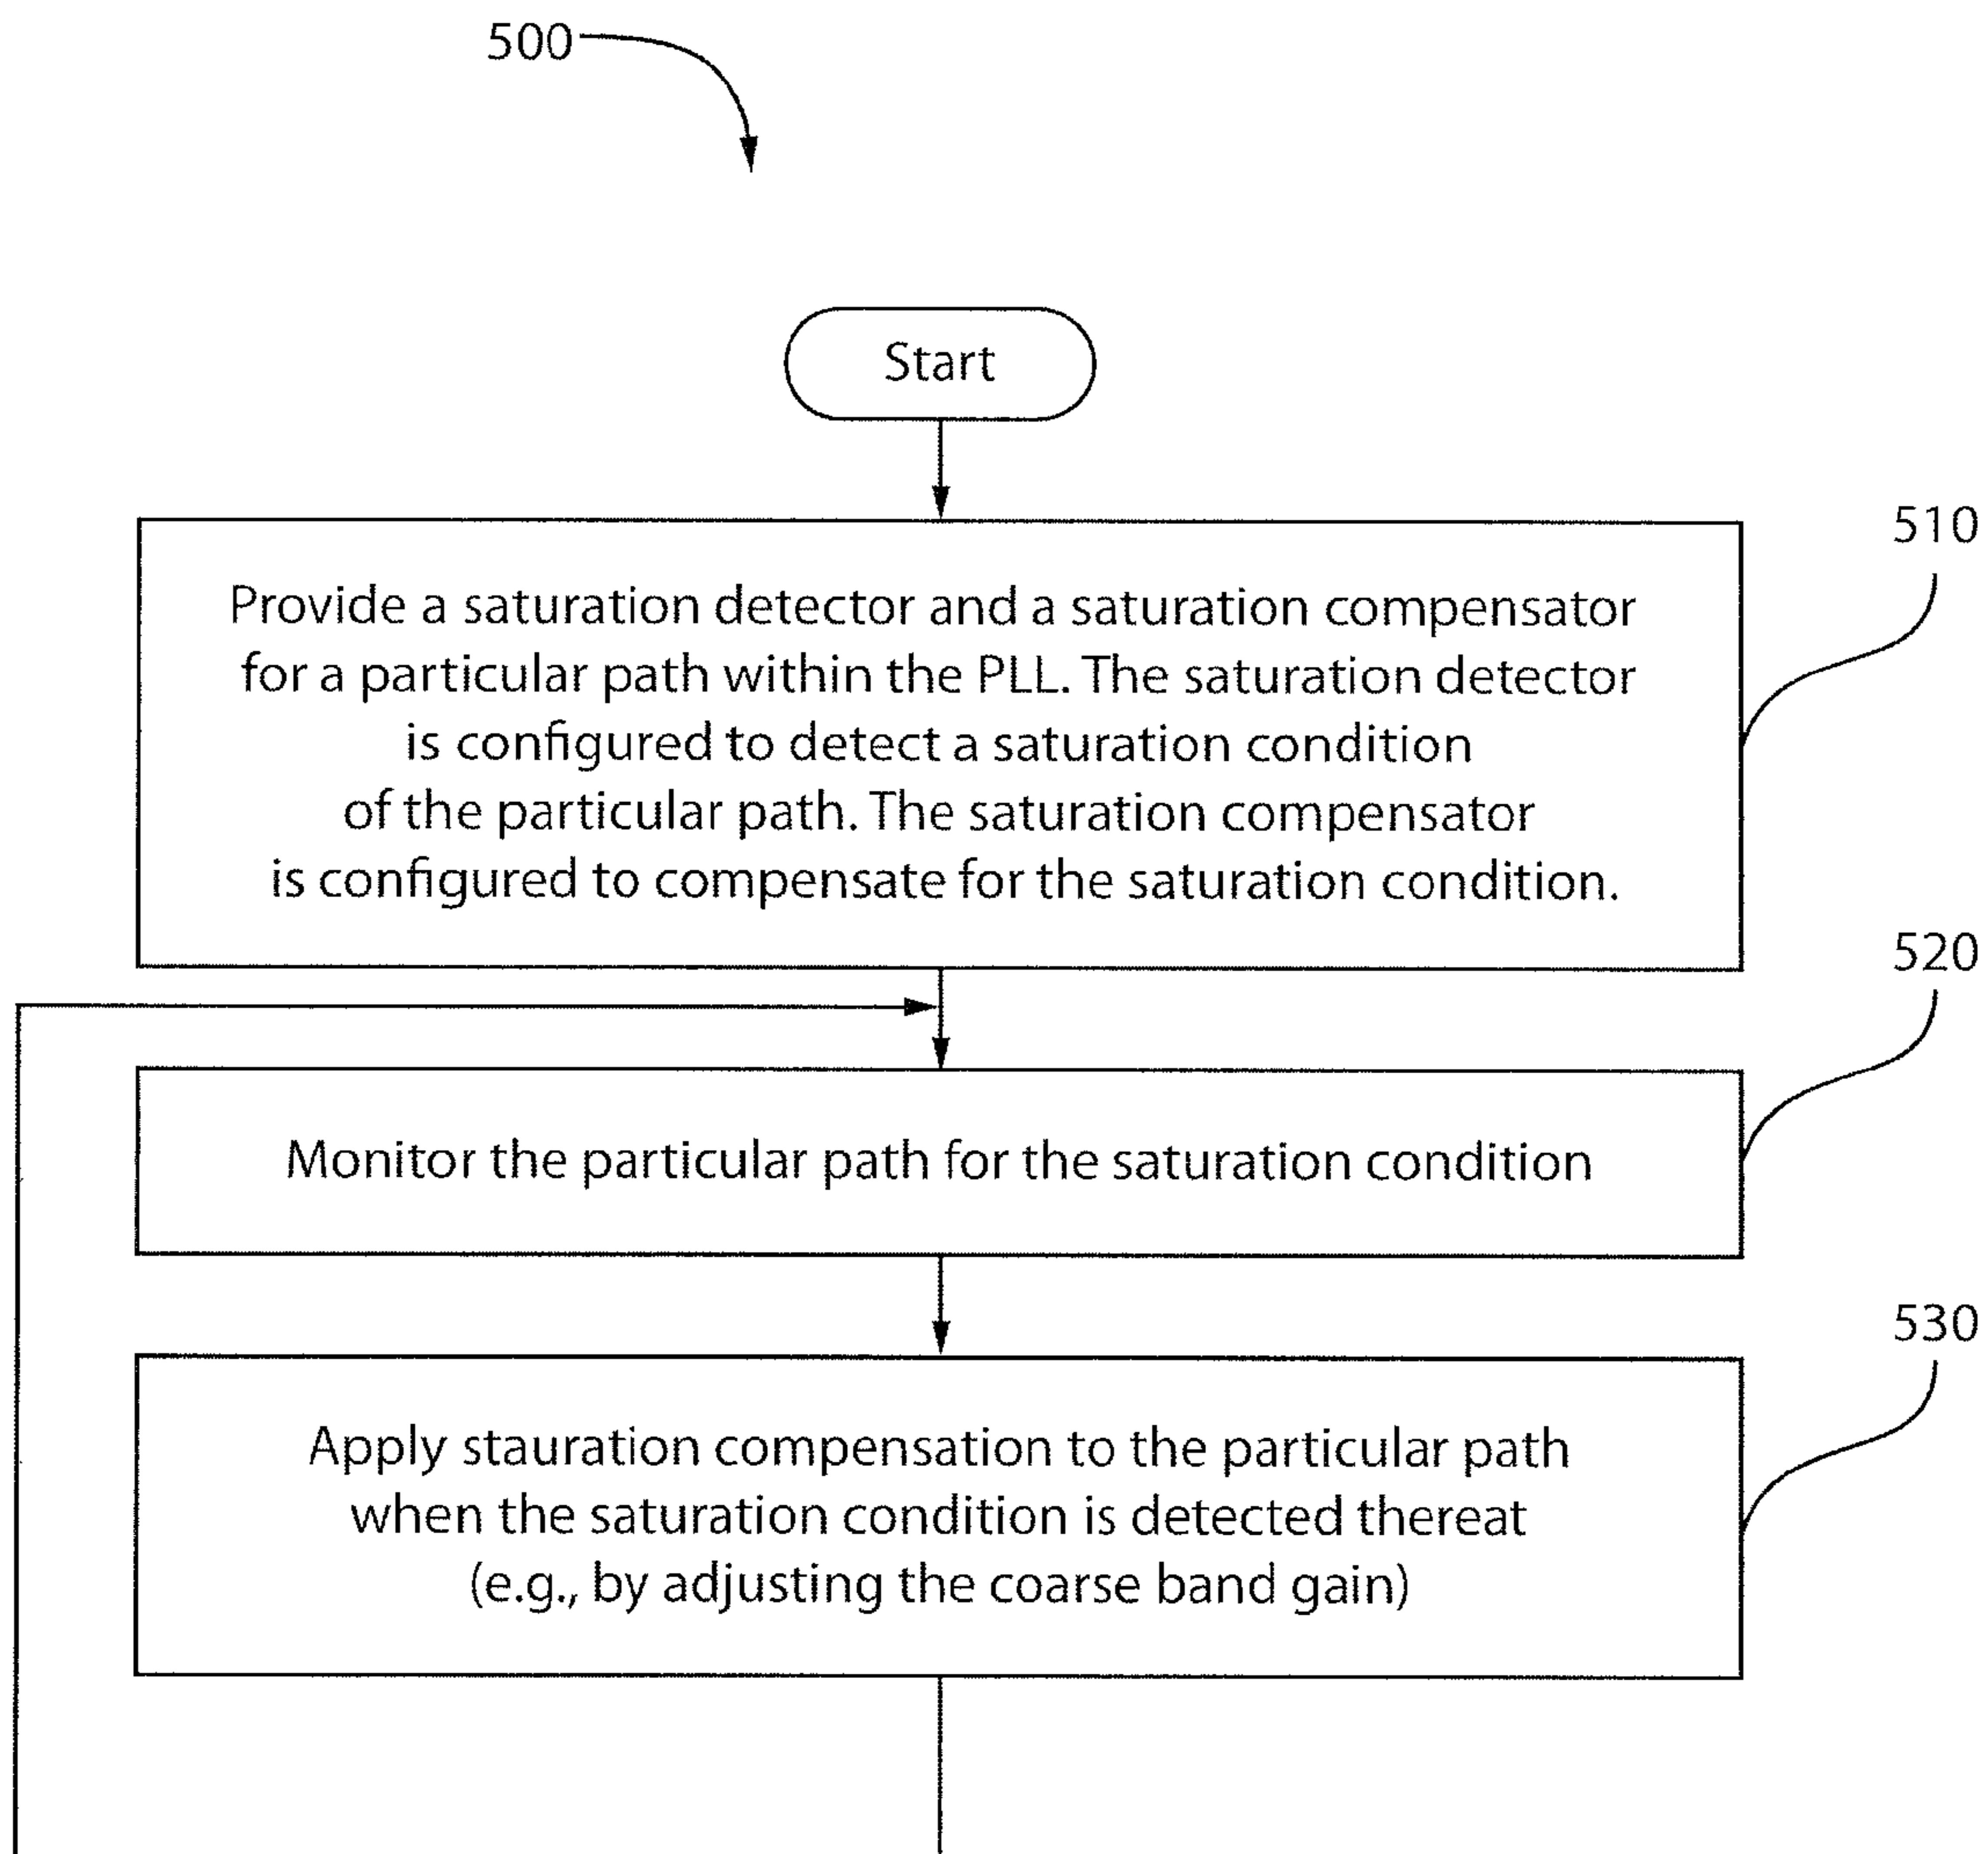 500
Start
510
Provide a saturation detector and a saturation compensator
for a particular path within the PLL. The saturation detector
is configured to detect a saturation condition
of the particular path. The saturation compensator
is configured to compensate for the saturation condition.
520
Monitor the particular path for the saturation condition
530
Apply stauration compensation to the particular path
when the saturation condition is detected thereat
(e.g., by adjusting the coarse band gain)